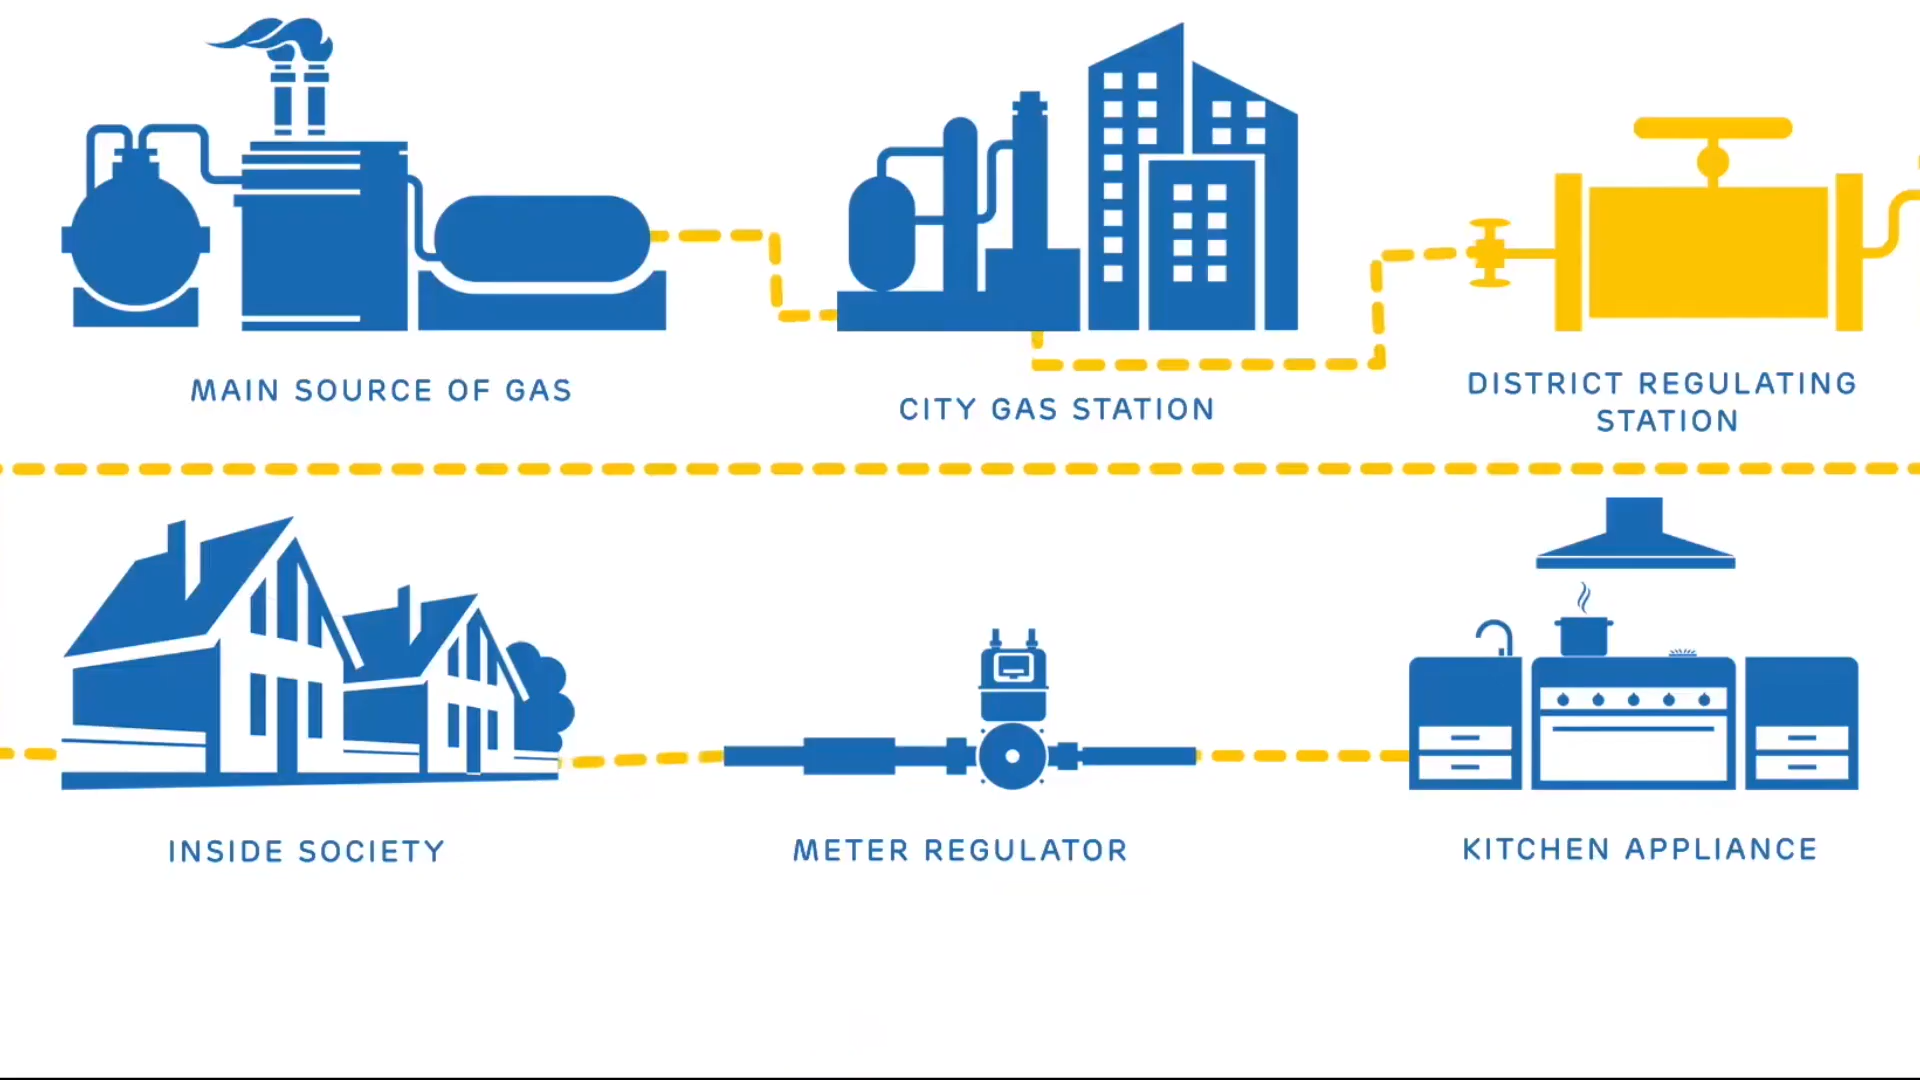 MAIN SOURCE OF GAS
CITY GAS STATION
DISTRICT REGULATING
STATION
INSIDE SOCIETY
METER REGULATOR
KITCHEN APPLIANCE